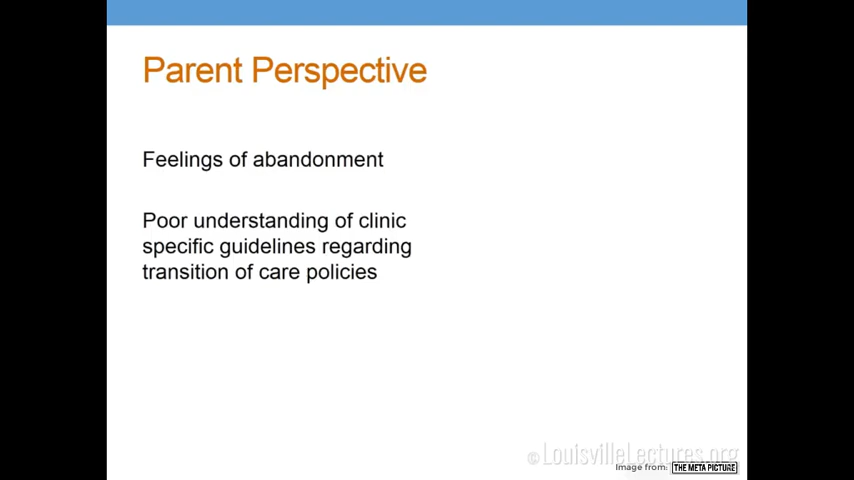 Parent Perspective
Feelings of abandonment
Poor understanding of clinic
specific guidelines regarding
transition of care policies
© LouisvilleLectures.org
Image from: THE META PICTURE